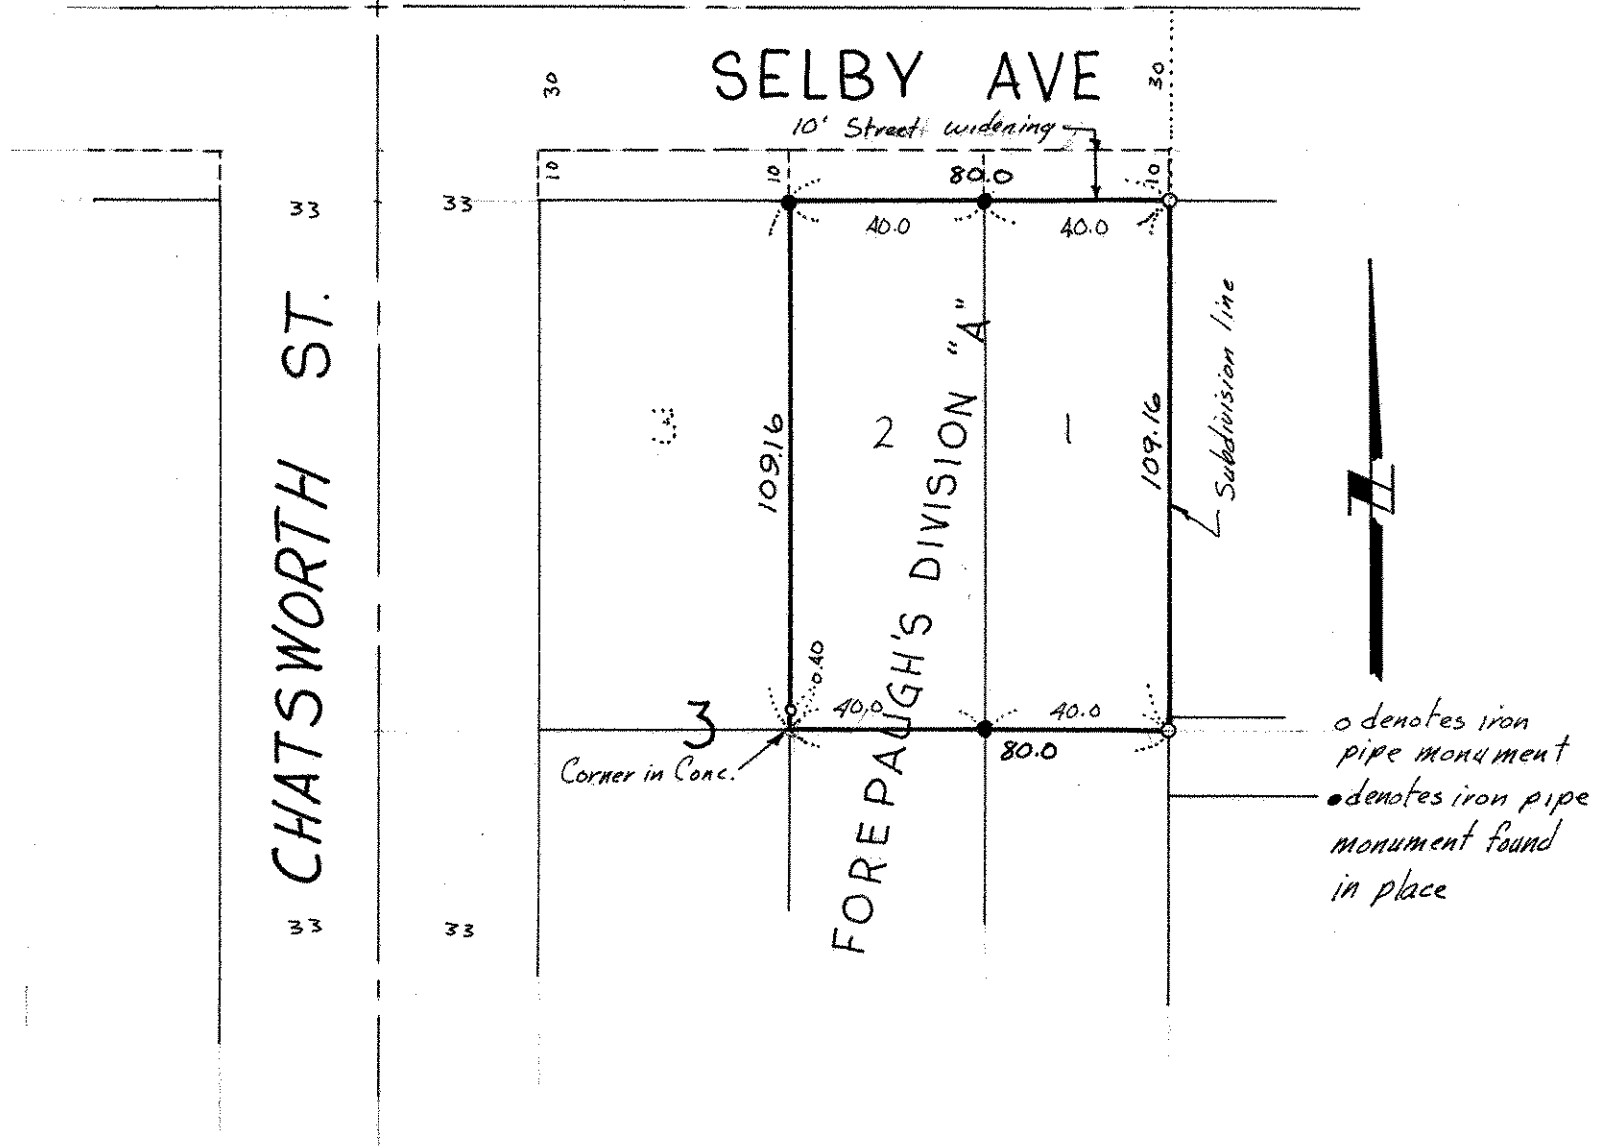 SELBY AVE
30
30
10' Street widening
10
10
80.0
10
33
33
40.0
40.0
CHATSWORTH ST.
FOREPAUGH'S DIVISION "A"
Subdivision line
3
109.16
2
1
109.16
0.40
3
40.0
40.0
80.0
Corner in Conc.
o denotes iron
pipe monument
• denotes iron pipe
monument found
in place
33
33